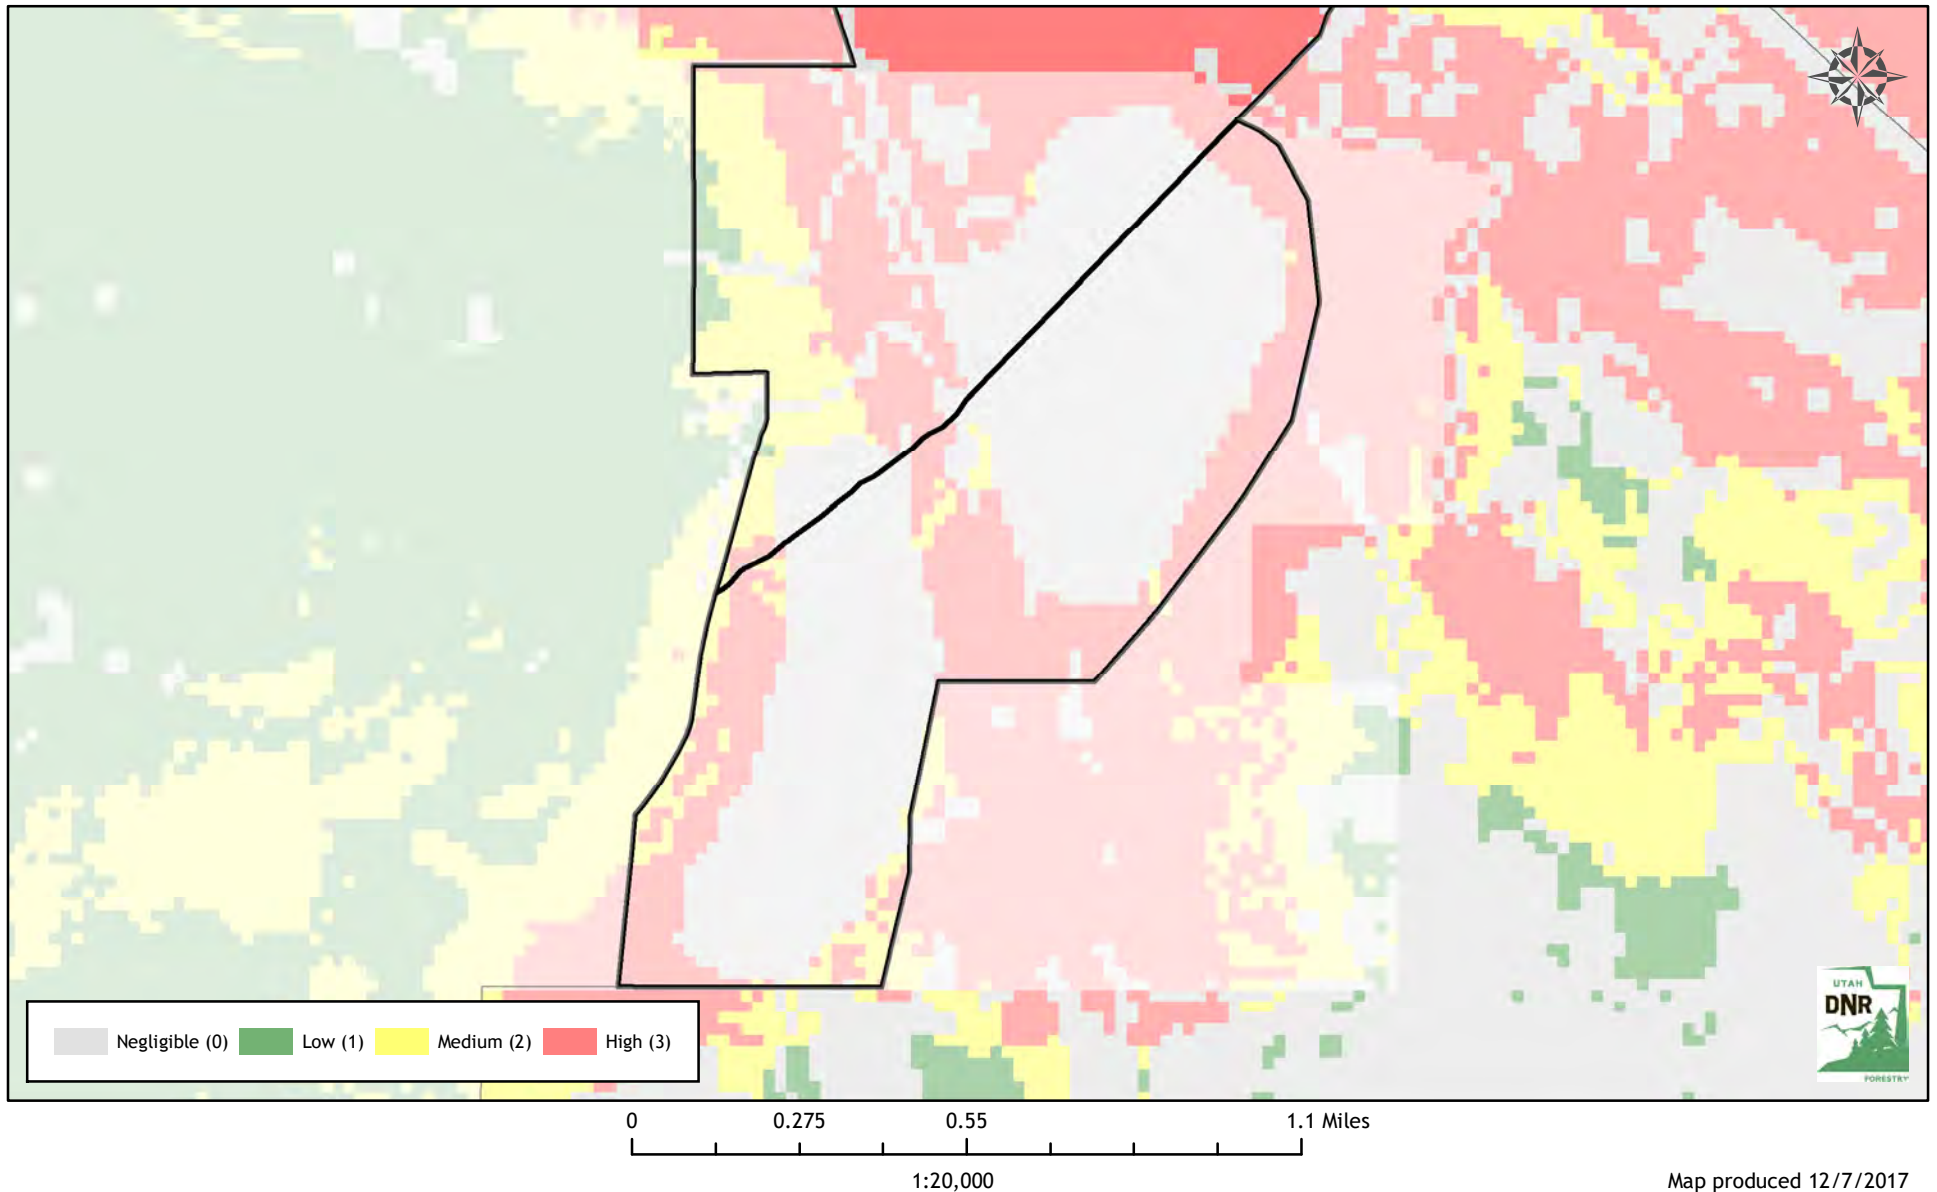 UTAH
DNR
FORESTRY
Negligible (0) Low (1) Medium (2) High (3)
0 0.275 0.55 1.1 Miles
1:20,000
Map produced 12/7/2017